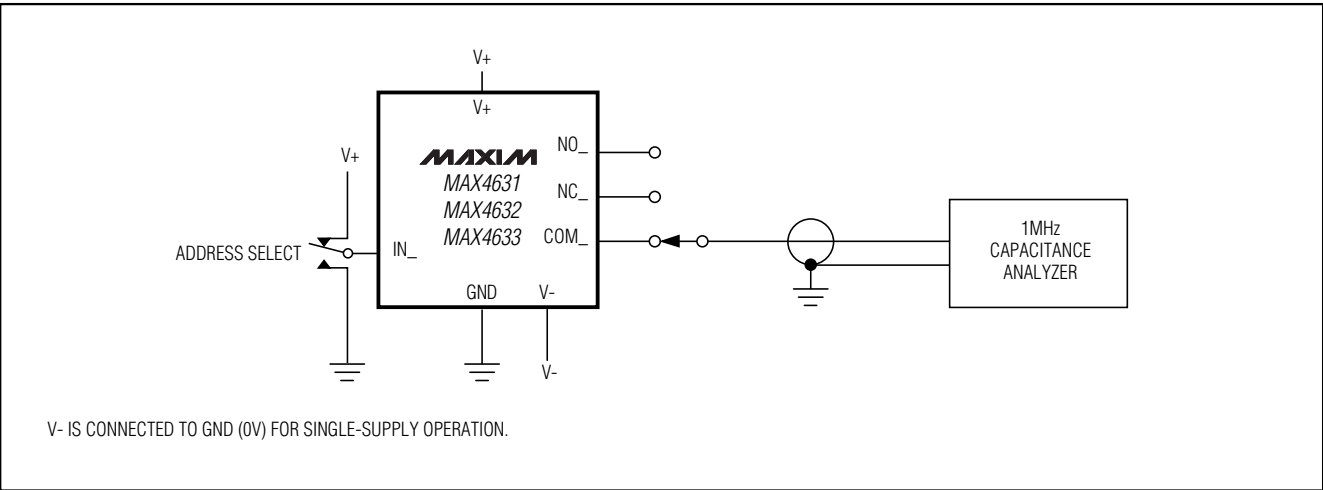 V+
V+
V+
MAXIM
MAX4631
MAX4632
MAX4633
NO_
NC_
COM_
ADDRESS SELECT
IN_
GND
V-
V-
1MHz
CAPACITANCE
ANALYZER
V- IS CONNECTED TO GND (0V) FOR SINGLE-SUPPLY OPERATION.